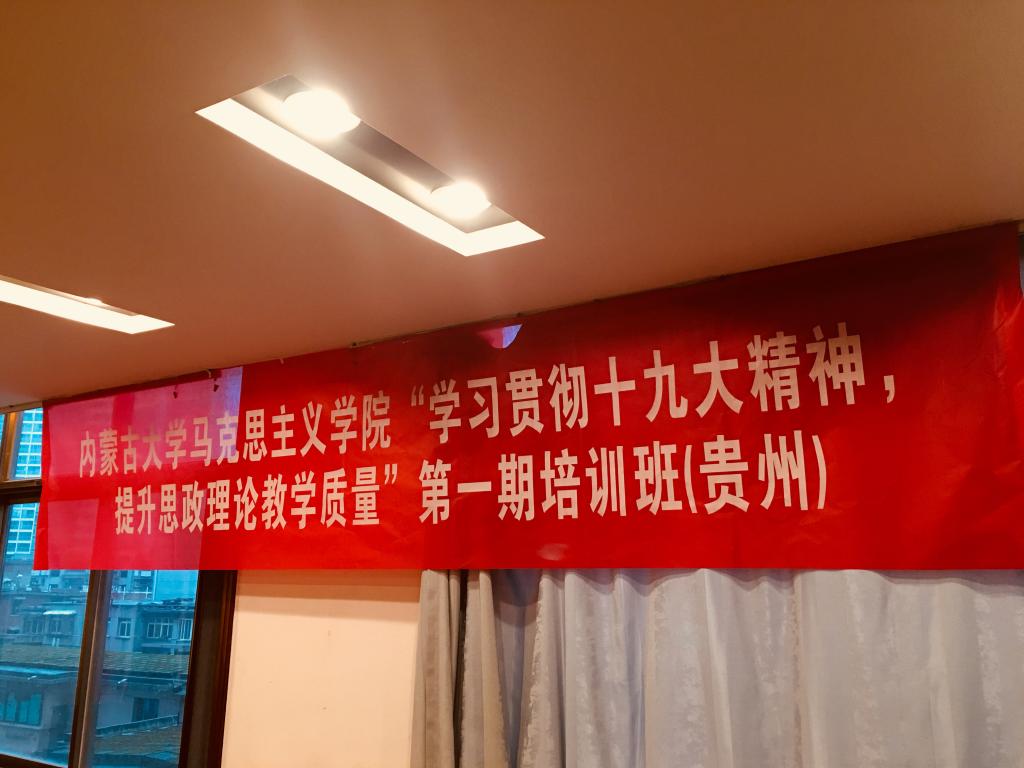 内蒙古大学马克思主义学院“学习贯彻十九大精神，
提升思政理论教学质量”第一期培训班(贵州)